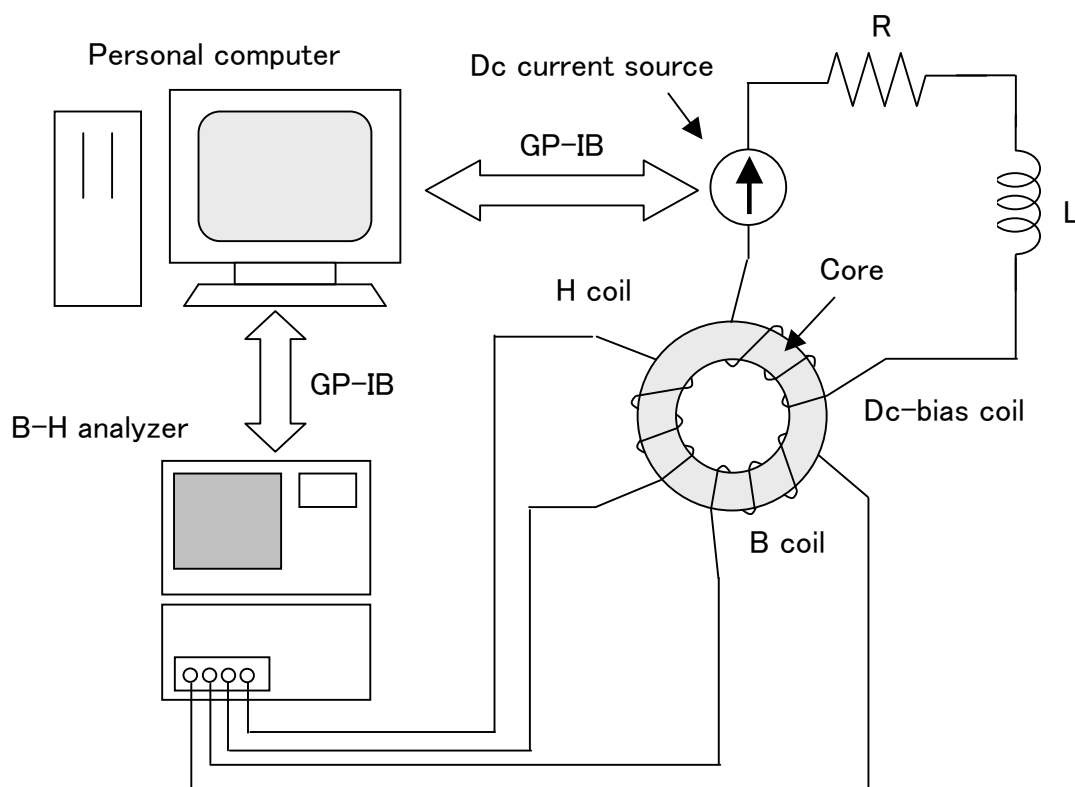 R
Personal computer
Dc current source
GP-IB
L
Core
H coil
GP-IB
Dc-bias coil
B-H analyzer
B coil